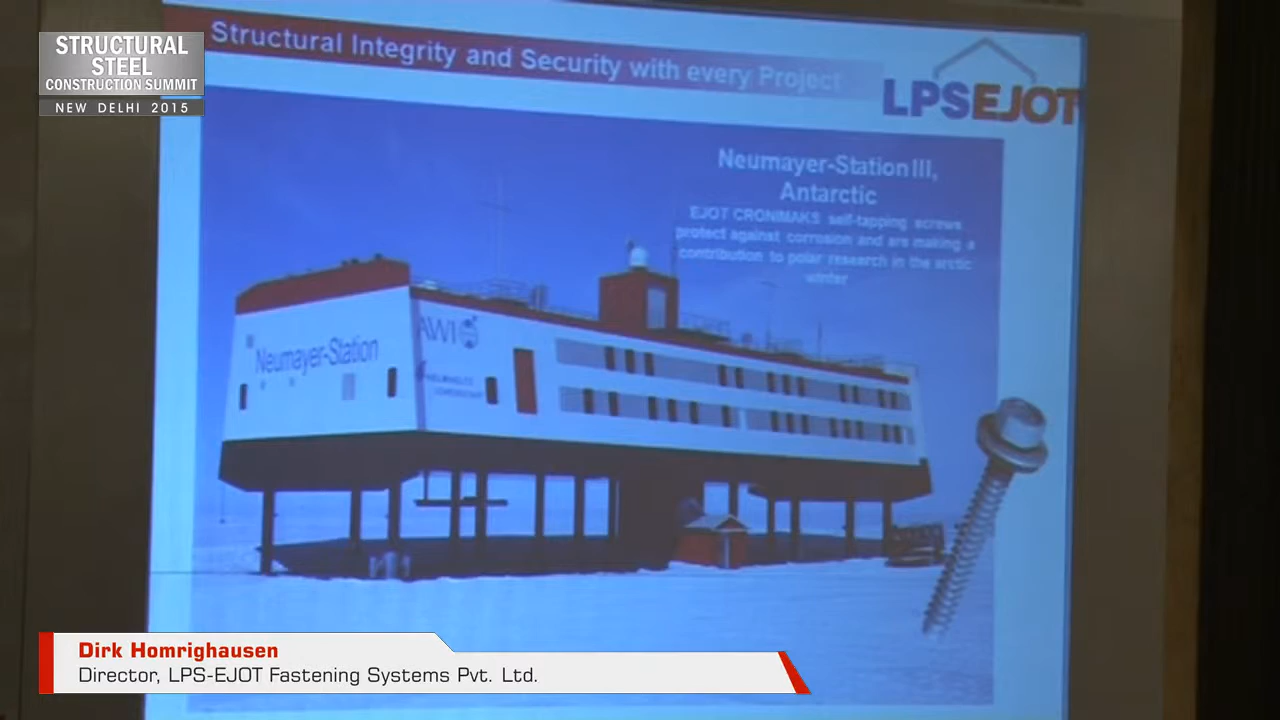 STRUCTURAL
STEEL
CONSTRUCTION SUMMIT
NEW DELHI 2015
Structural Integrity and Security with every Project
LPSEJOT
Neumayer-Station III,
Antarctic
EJOT CRONIMAKS self-tapping screws
protect against corrosion and are making a
contribution to polar research in the arctic
winter
Neumayer-Station
AWI
Dirk Homrighausen
Director, LPS-EJOT Fastening Systems Pvt. Ltd.